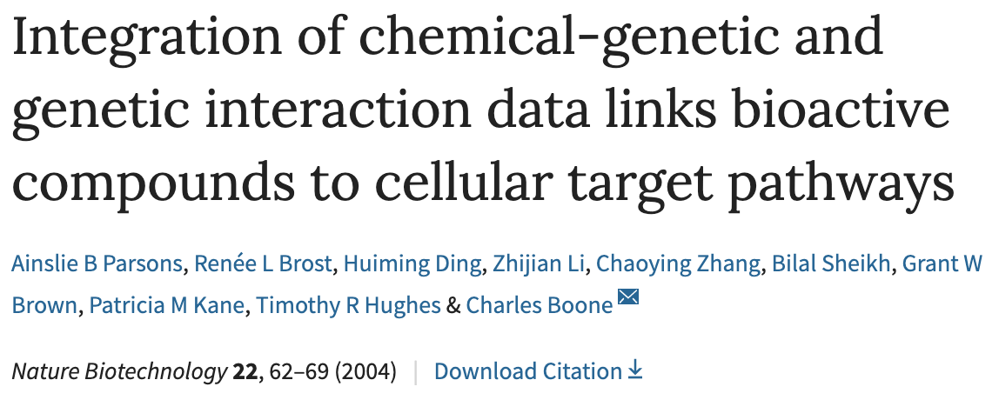 Integration of chemical-genetic and
genetic interaction data links bioactive
compounds to cellular target pathways
Ainslie B Parsons, Renée L Brost, Huiming Ding, Zhijian Li, Chaoying Zhang, Bilal Sheikh, Grant W
Brown, Patricia M Kane, Timothy R Hughes & Charles Boone
Nature Biotechnology 22, 62–69 (2004) | Download Citation